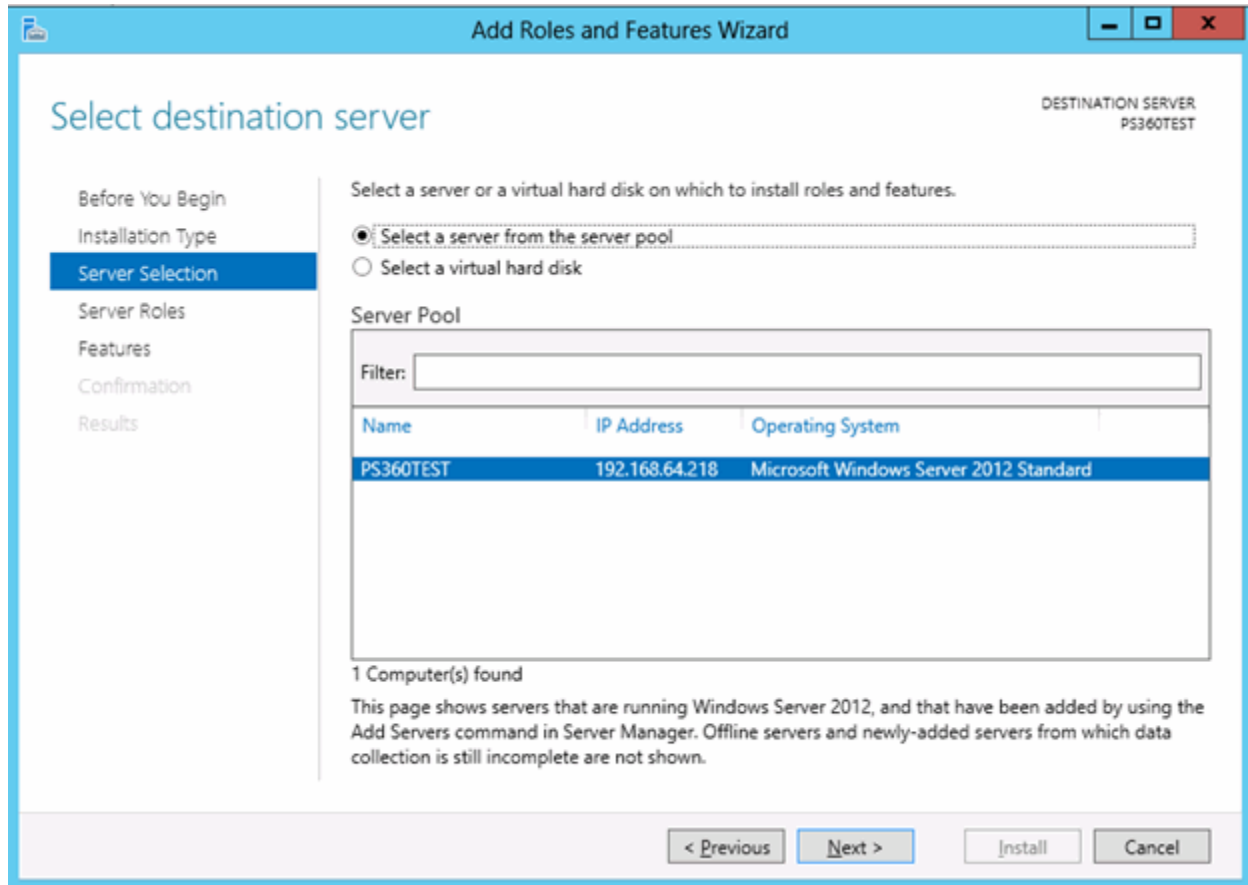 Add Roles and Features Wizard
Select destination server
DESTINATION SERVER
PS360TEST
Before You Begin
Installation Type
Server Selection
Server Roles
Features
Confirmation
Results
Select a server or a virtual hard disk on which to install roles and features.
Select a server from the server pool
Select a virtual hard disk
Server Pool
Filter:
Name IP Address Operating System
PS360TEST 192.168.64.218 Microsoft Windows Server 2012 Standard
1 Computer(s) found
This page shows servers that are running Windows Server 2012, and that have been added by using the
Add Servers command in Server Manager. Offline servers and newly-added servers from which data
collection is still incomplete are not shown.
< Previous Next > Install Cancel